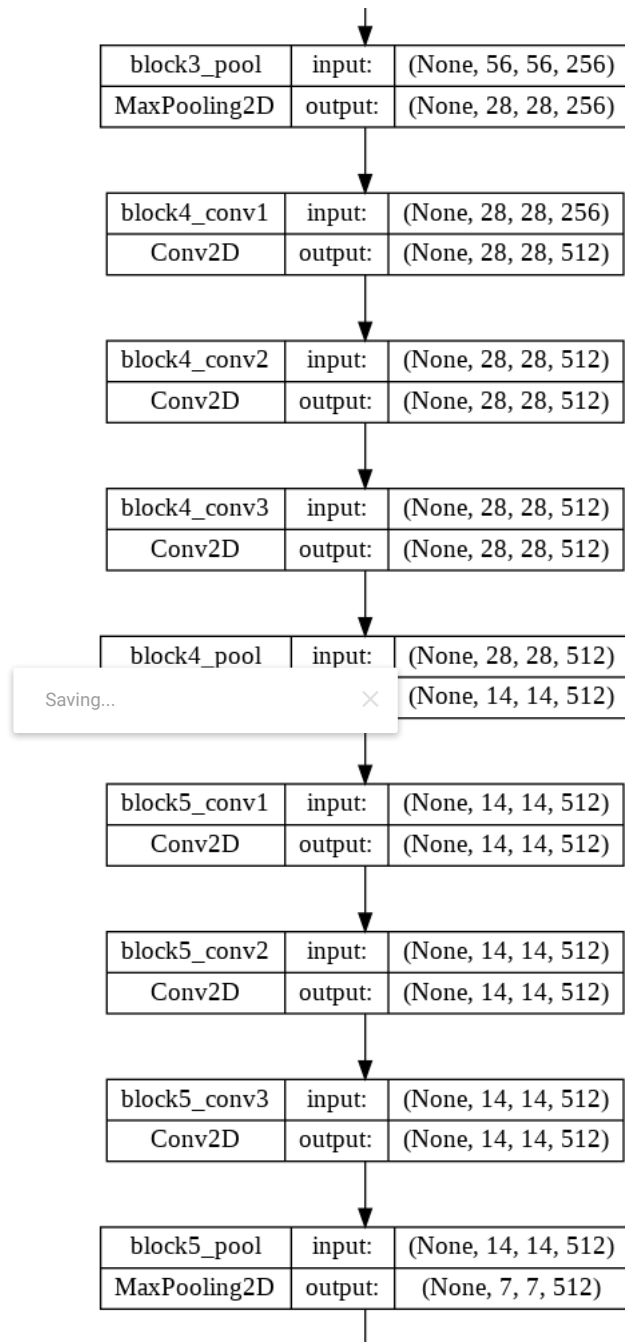 block3_pool input: (None, 56, 56, 256)
MaxPooling2D output: (None, 28, 28, 256)
block4_conv1 input: (None, 28, 28, 256)
Conv2D output: (None, 28, 28, 512)
block4_conv2 input: (None, 28, 28, 512)
Conv2D output: (None, 28, 28, 512)
block4_conv3 input: (None, 28, 28, 512)
Conv2D output: (None, 28, 28, 512)
block4_pool input: (None, 28, 28, 512)
Saving... (None, 14, 14, 512)
block5_conv1 input: (None, 14, 14, 512)
Conv2D output: (None, 14, 14, 512)
block5_conv2 input: (None, 14, 14, 512)
Conv2D output: (None, 14, 14, 512)
block5_conv3 input: (None, 14, 14, 512)
Conv2D output: (None, 14, 14, 512)
block5_pool input: (None, 14, 14, 512)
MaxPooling2D output: (None, 7, 7, 512)